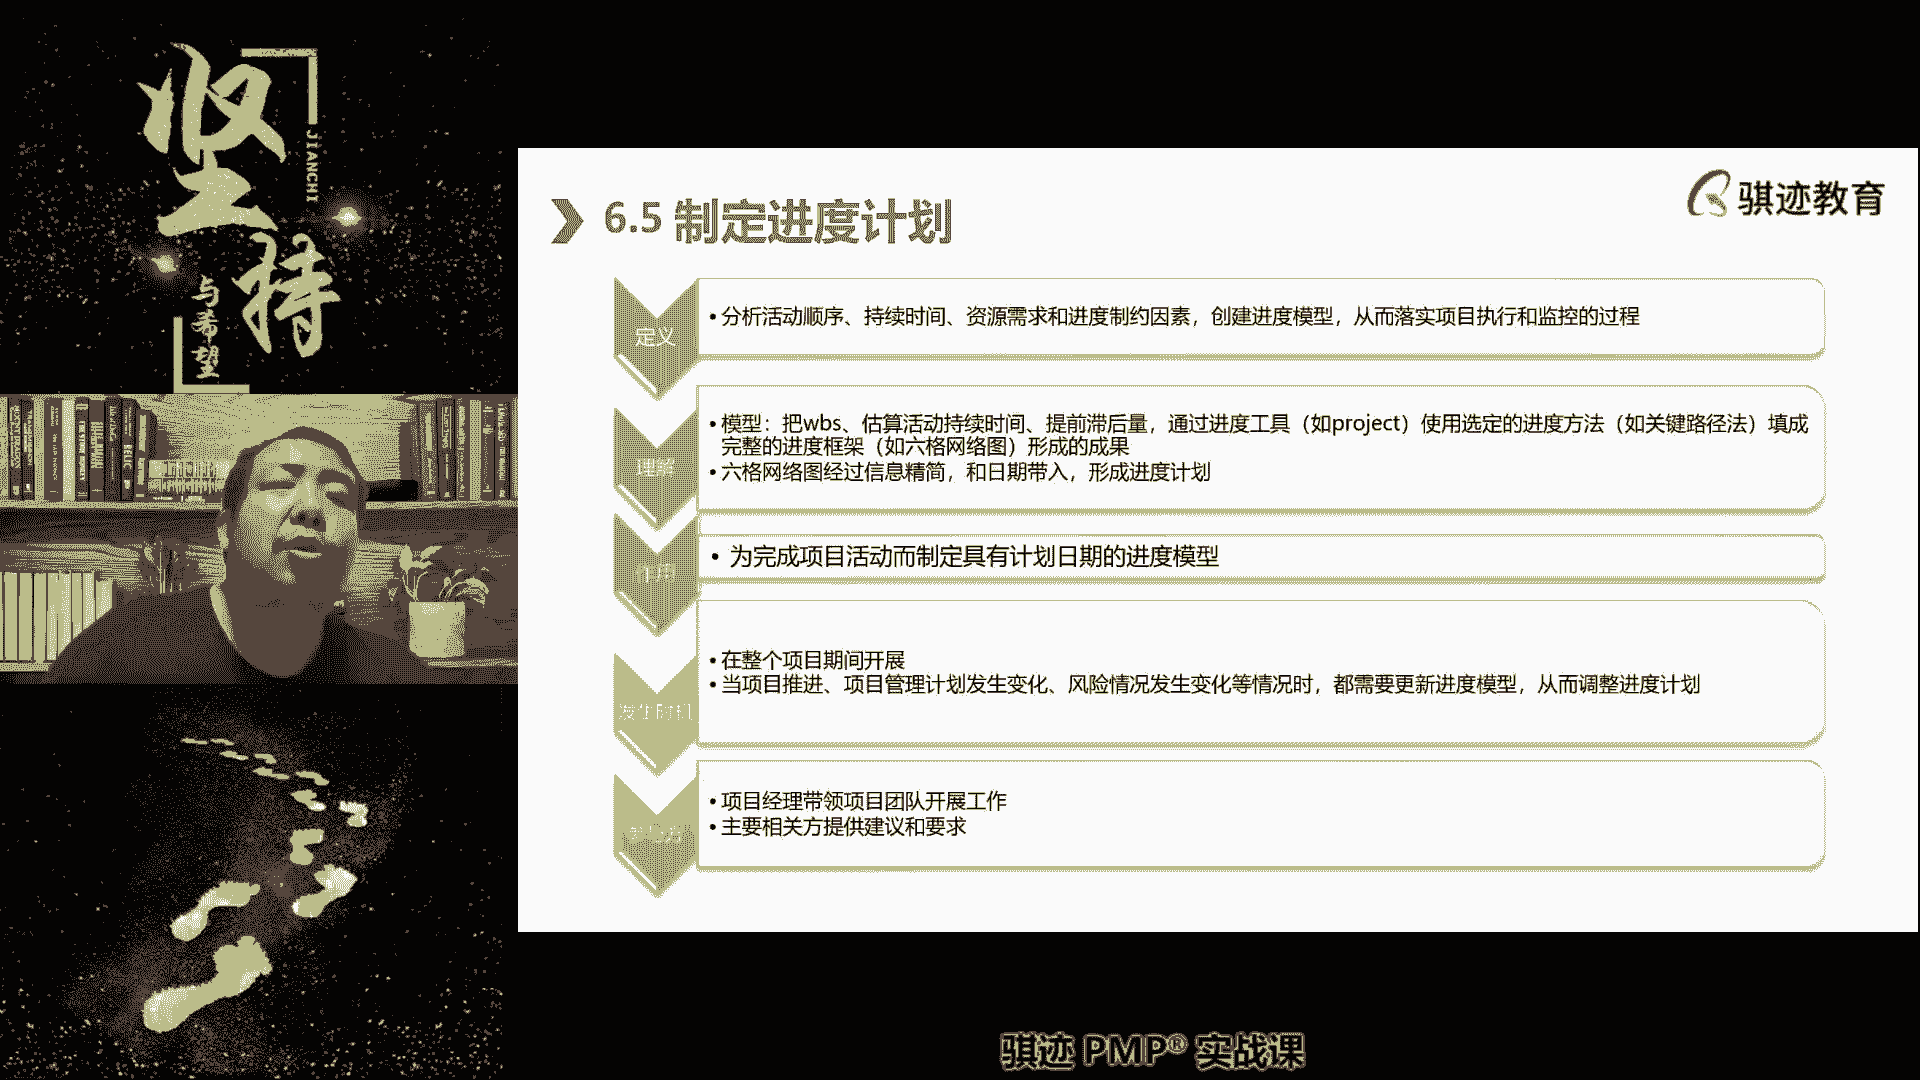 坚
持
JIANCHI
与希望
骐迹教育
6.5 制定进度计划
定义
• 分析活动顺序、持续时间、资源需求和进度制约因素，创建进度模型，从而落实项目执行和监控的过程
理解
• 模型：把wbs、估算活动持续时间、提前滞后量，通过进度工具（如project）使用选定的进度方法（如关键路径法）填成
完整的进度框架（如六格网络图）形成的成果
• 六格网络图经过信息精简，和日期带入，形成进度计划
作用
• 为完成项目活动而制定具有计划日期的进度模型
发生时机
• 在整个项目期间开展
• 当项目推进、项目管理计划发生变化、风险情况发生变化等情况时，都需要更新进度模型，从而调整进度计划
• 项目经理带领项目团队开展工作
• 主要相关方提供建议和要求
骐迹 PMP® 实战课